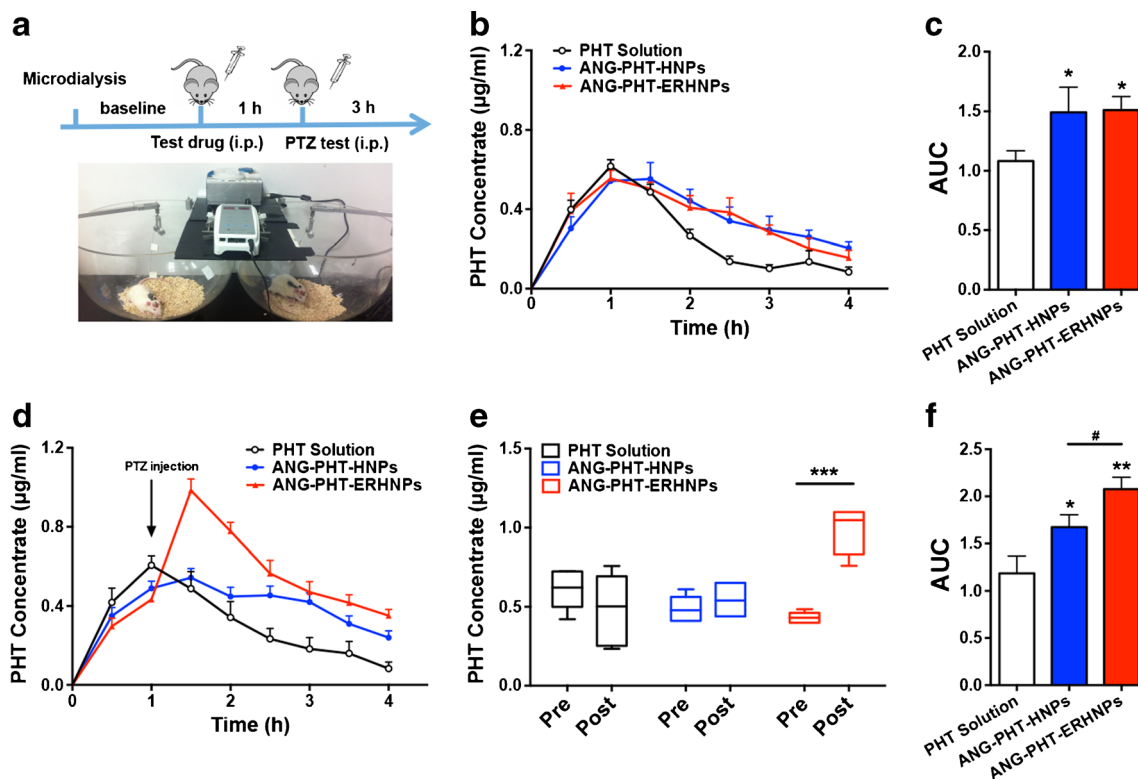 a
Microdialysis
baseline
1 h
3 h
Test drug (i.p.)
PTZ test (i.p.)
b
PHT Concentrate (μg/ml)
1.2
0.8
0.4
0.0
PHT Solution
ANG-PHT-HNPs
ANG-PHT-ERHNPs
0 1 2 3 4
Time (h)
c
AUC
2.0
1.5
1.0
0.5
0.0
* *
PHT Solution
ANG-PHT-HNPs
ANG-PHT-ERHNPs
d
PHT Concentrate (μg/ml)
1.2
0.8
0.4
0.0
PTZ injection
PHT Solution
ANG-PHT-HNPs
ANG-PHT-ERHNPs
0 1 2 3 4
Time (h)
e
PHT Concentrate (μg/ml)
1.5
1.0
0.5
0.0
PHT Solution
ANG-PHT-HNPs
ANG-PHT-ERHNPs
***
Pre Post Pre Post Pre Post
f
AUC
2.5
2.0
1.5
1.0
0.5
0.0
#
* **
PHT Solution
ANG-PHT-HNPs
ANG-PHT-ERHNPs